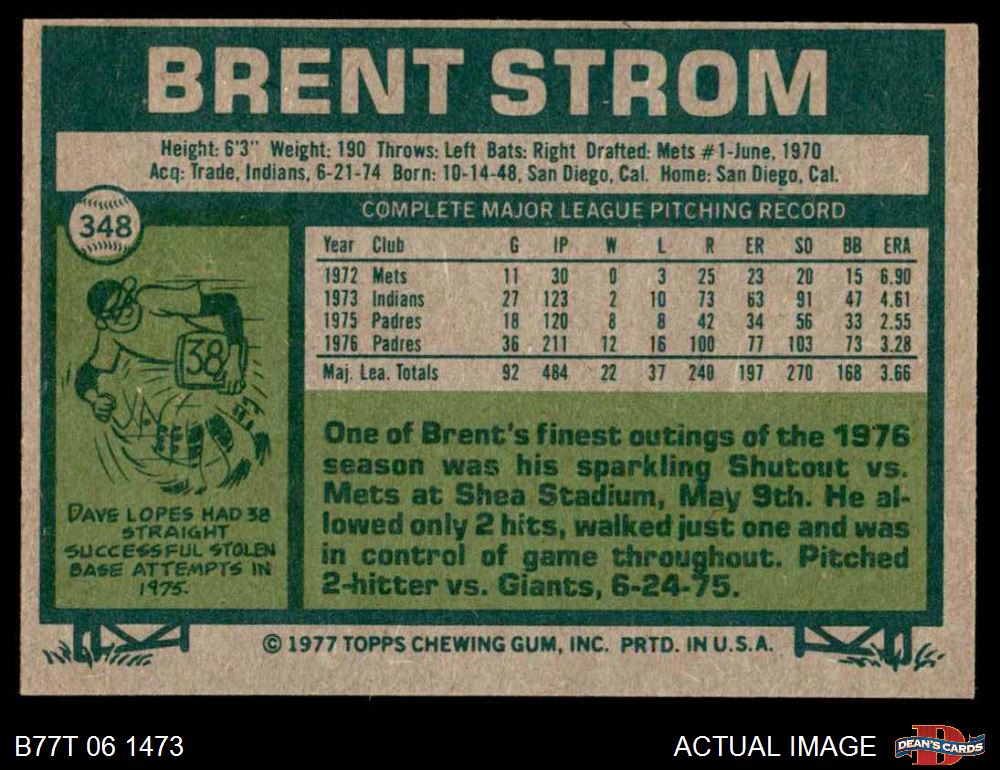 BRENT STROM
Height: 6'3" Weight: 190 Throws: Left Bats: Right Drafted: Mets #1-June, 1970
Acq: Trade, Indians, 6-21-74 Born: 10-14-48, San Diego, Cal. Home: San Diego, Cal.
348
COMPLETE MAJOR LEAGUE PITCHING RECORD
Year Club G IP W L R ER SO BB ERA
1972 Mets 11 30 0 3 25 23 20 15 6.90
1973 Indians 27 123 2 10 73 63 91 47 4.61
1975 Padres 18 120 8 8 42 34 56 33 2.55
1976 Padres 36 211 12 16 100 77 103 73 3.28
Maj. Lea. Totals 92 484 22 37 240 197 270 168 3.66
38
DAVE LOPES HAD 38
STRAIGHT
SUCCESSFUL STOLEN
BASE ATTEMPTS IN
1975.
One of Brent's finest outings of the 1976
season was his sparkling Shutout vs.
Mets at Shea Stadium, May 9th. He al-
lowed only 2 hits, walked just one and was
in control of game throughout. Pitched
2-hitter vs. Giants, 6-24-75.
© 1977 TOPPS CHEWING GUM, INC. PRTD. IN U.S.A.
B77T 06 1473
ACTUAL IMAGE
D
DEAN'S CARDS